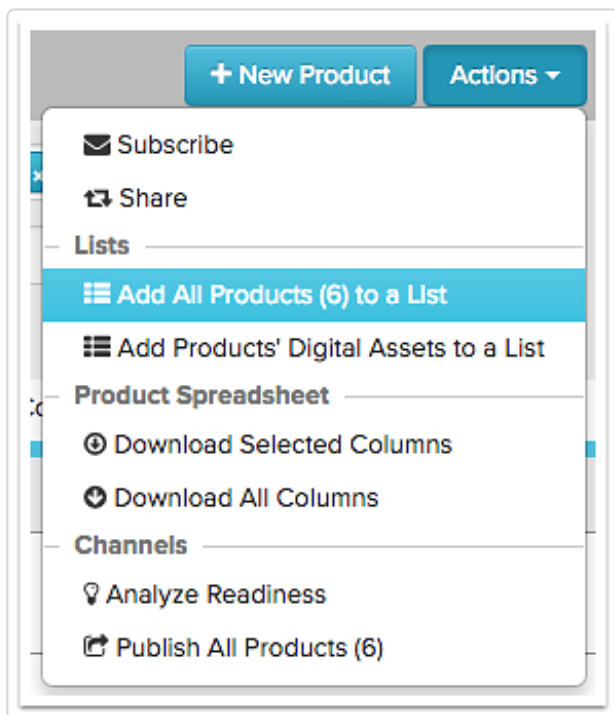 + New Product
Actions
Subscribe
Share
Lists
Add All Products (6) to a List
Add Products' Digital Assets to a List
Product Spreadsheet
Download Selected Columns
Download All Columns
Channels
Analyze Readiness
Publish All Products (6)